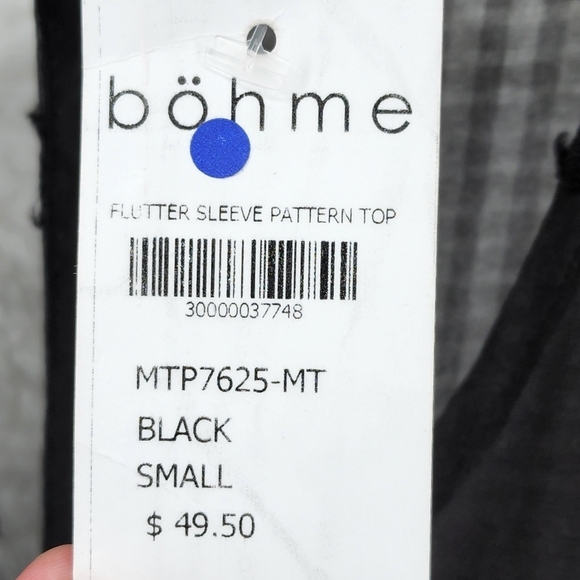 böhme
FLUTTER SLEEVE PATTERN TOP
30000037748
MTP7625-MT
BLACK
SMALL
$ 49.50